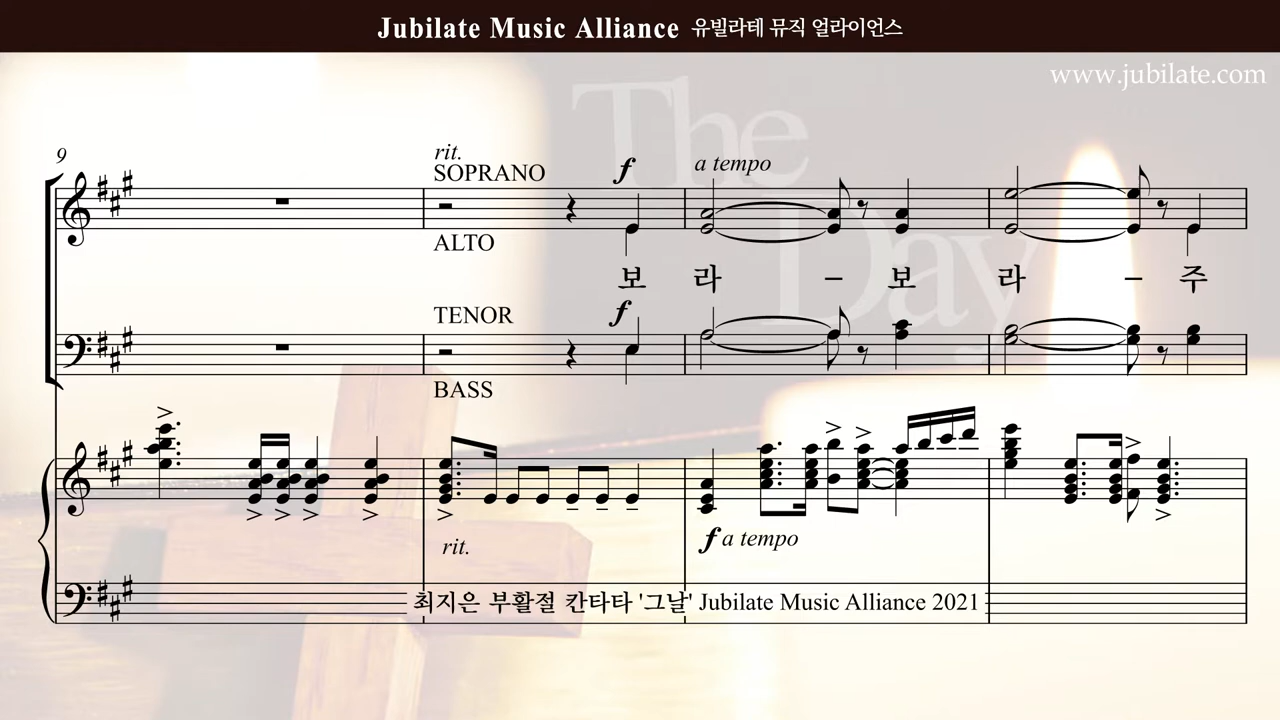 Jubilate Music Alliance 유빌라테 뮤직 얼라이언스
www.jubilate.com
The
Day
9
rit.
SOPRANO
f
a tempo
ALTO
보 라 – 보 라 – 주
TENOR
f
BASS
rit.
f a tempo
최지은 부활절 칸타타 '그날' Jubilate Music Alliance 2021